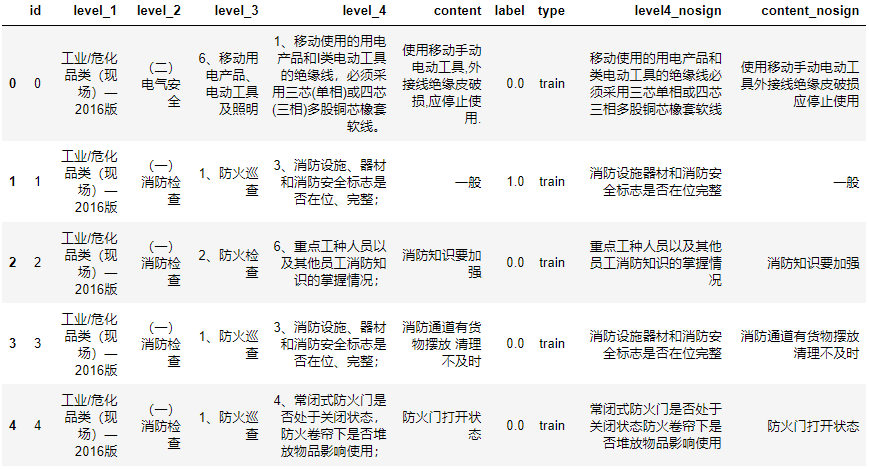 id level_1 level_2 level_3 level_4 content label type level4_nosign content_nosign
0
0
工业/危化
品类（现
场）—
2016版
（二）
电气安
全
6、移动用
电产品、
电动工具
及照明
1、移动使用的用电
产品和I类电动工具
的绝缘线，必须采
用三芯(单相)或四芯
(三相)多股铜芯橡套
软线。
使用移动手动
电动工具,外
接线绝缘皮破
损,应停止使
用.
0.0
train
移动使用的用电产品和
类电动工具的绝缘线必
须采用三芯单相或四芯
三相多股铜芯橡套软线
使用移动手动电动工
具外接线绝缘皮破损
应停止使用
1
1
工业/危化
品类（现
场）—
2016版
（一）
消防检
查
1、防火巡
查
3、消防设施、器材
和消防安全标志是
否在位、完整；
一般
1.0
train
消防设施器材和消防安
全标志是否在位完整
一般
2
2
工业/危化
品类（现
场）—
2016版
（一）
消防检
查
2、防火检
查
6、重点工种人员以
及其他员工消防知
识的掌握情况；
消防知识要加
强
0.0
train
重点工种人员以及其他
员工消防知识的掌握情
况
消防知识要加强
3
3
工业/危化
品类（现
场）—
2016版
（一）
消防检
查
1、防火巡
查
3、消防设施、器材
和消防安全标志是
否在位、完整；
消防通道有货
物摆放 清理
不及时
0.0
train
消防设施器材和消防安
全标志是否在位完整
消防通道有货物摆放
清理不及时
4
4
工业/危化
品类（现
场）—
2016版
（一）
消防检
查
1、防火巡
查
4、常闭式防火门是
否处于关闭状态，
防火卷帘下是否堆
放物品影响使用；
防火门打开状
态
0.0
train
常闭式防火门是否处于
关闭状态防火卷帘下是
否堆放物品影响使用
防火门打开状态